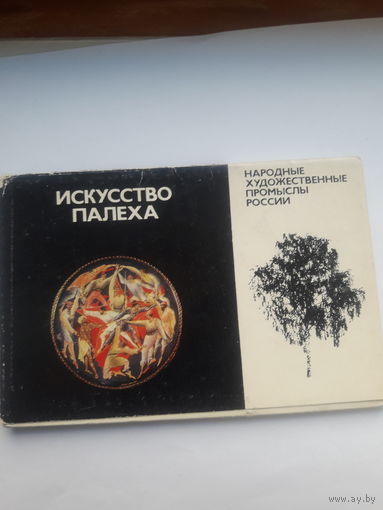 ИСКУССТВО
ПАЛЕХА
НАРОДНЫЕ
ХУДОЖЕСТВЕННЫЕ
ПРОМЫСЛЫ
РОССИИ
www.ay.by